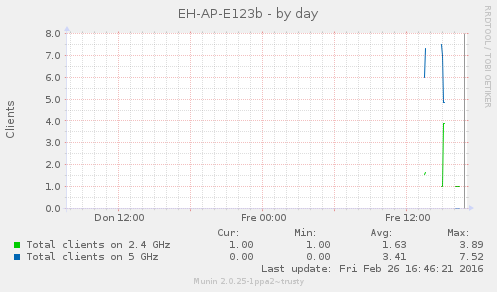 EH-AP-E123b - by day
RRDTOOL / TOBI OETIKER
Clients
8.0
7.0
6.0
5.0
4.0
3.0
2.0
1.0
0.0
Don 12:00 Fre 00:00 Fre 12:00
Cur: Min: Avg: Max:
Total clients on 2.4 GHz 1.00 1.00 1.63 3.89
Total clients on 5 GHz 0.00 0.00 3.41 7.52
Last update: Fri Feb 26 16:46:21 2016
Munin 2.0.25-1ppa2~trusty